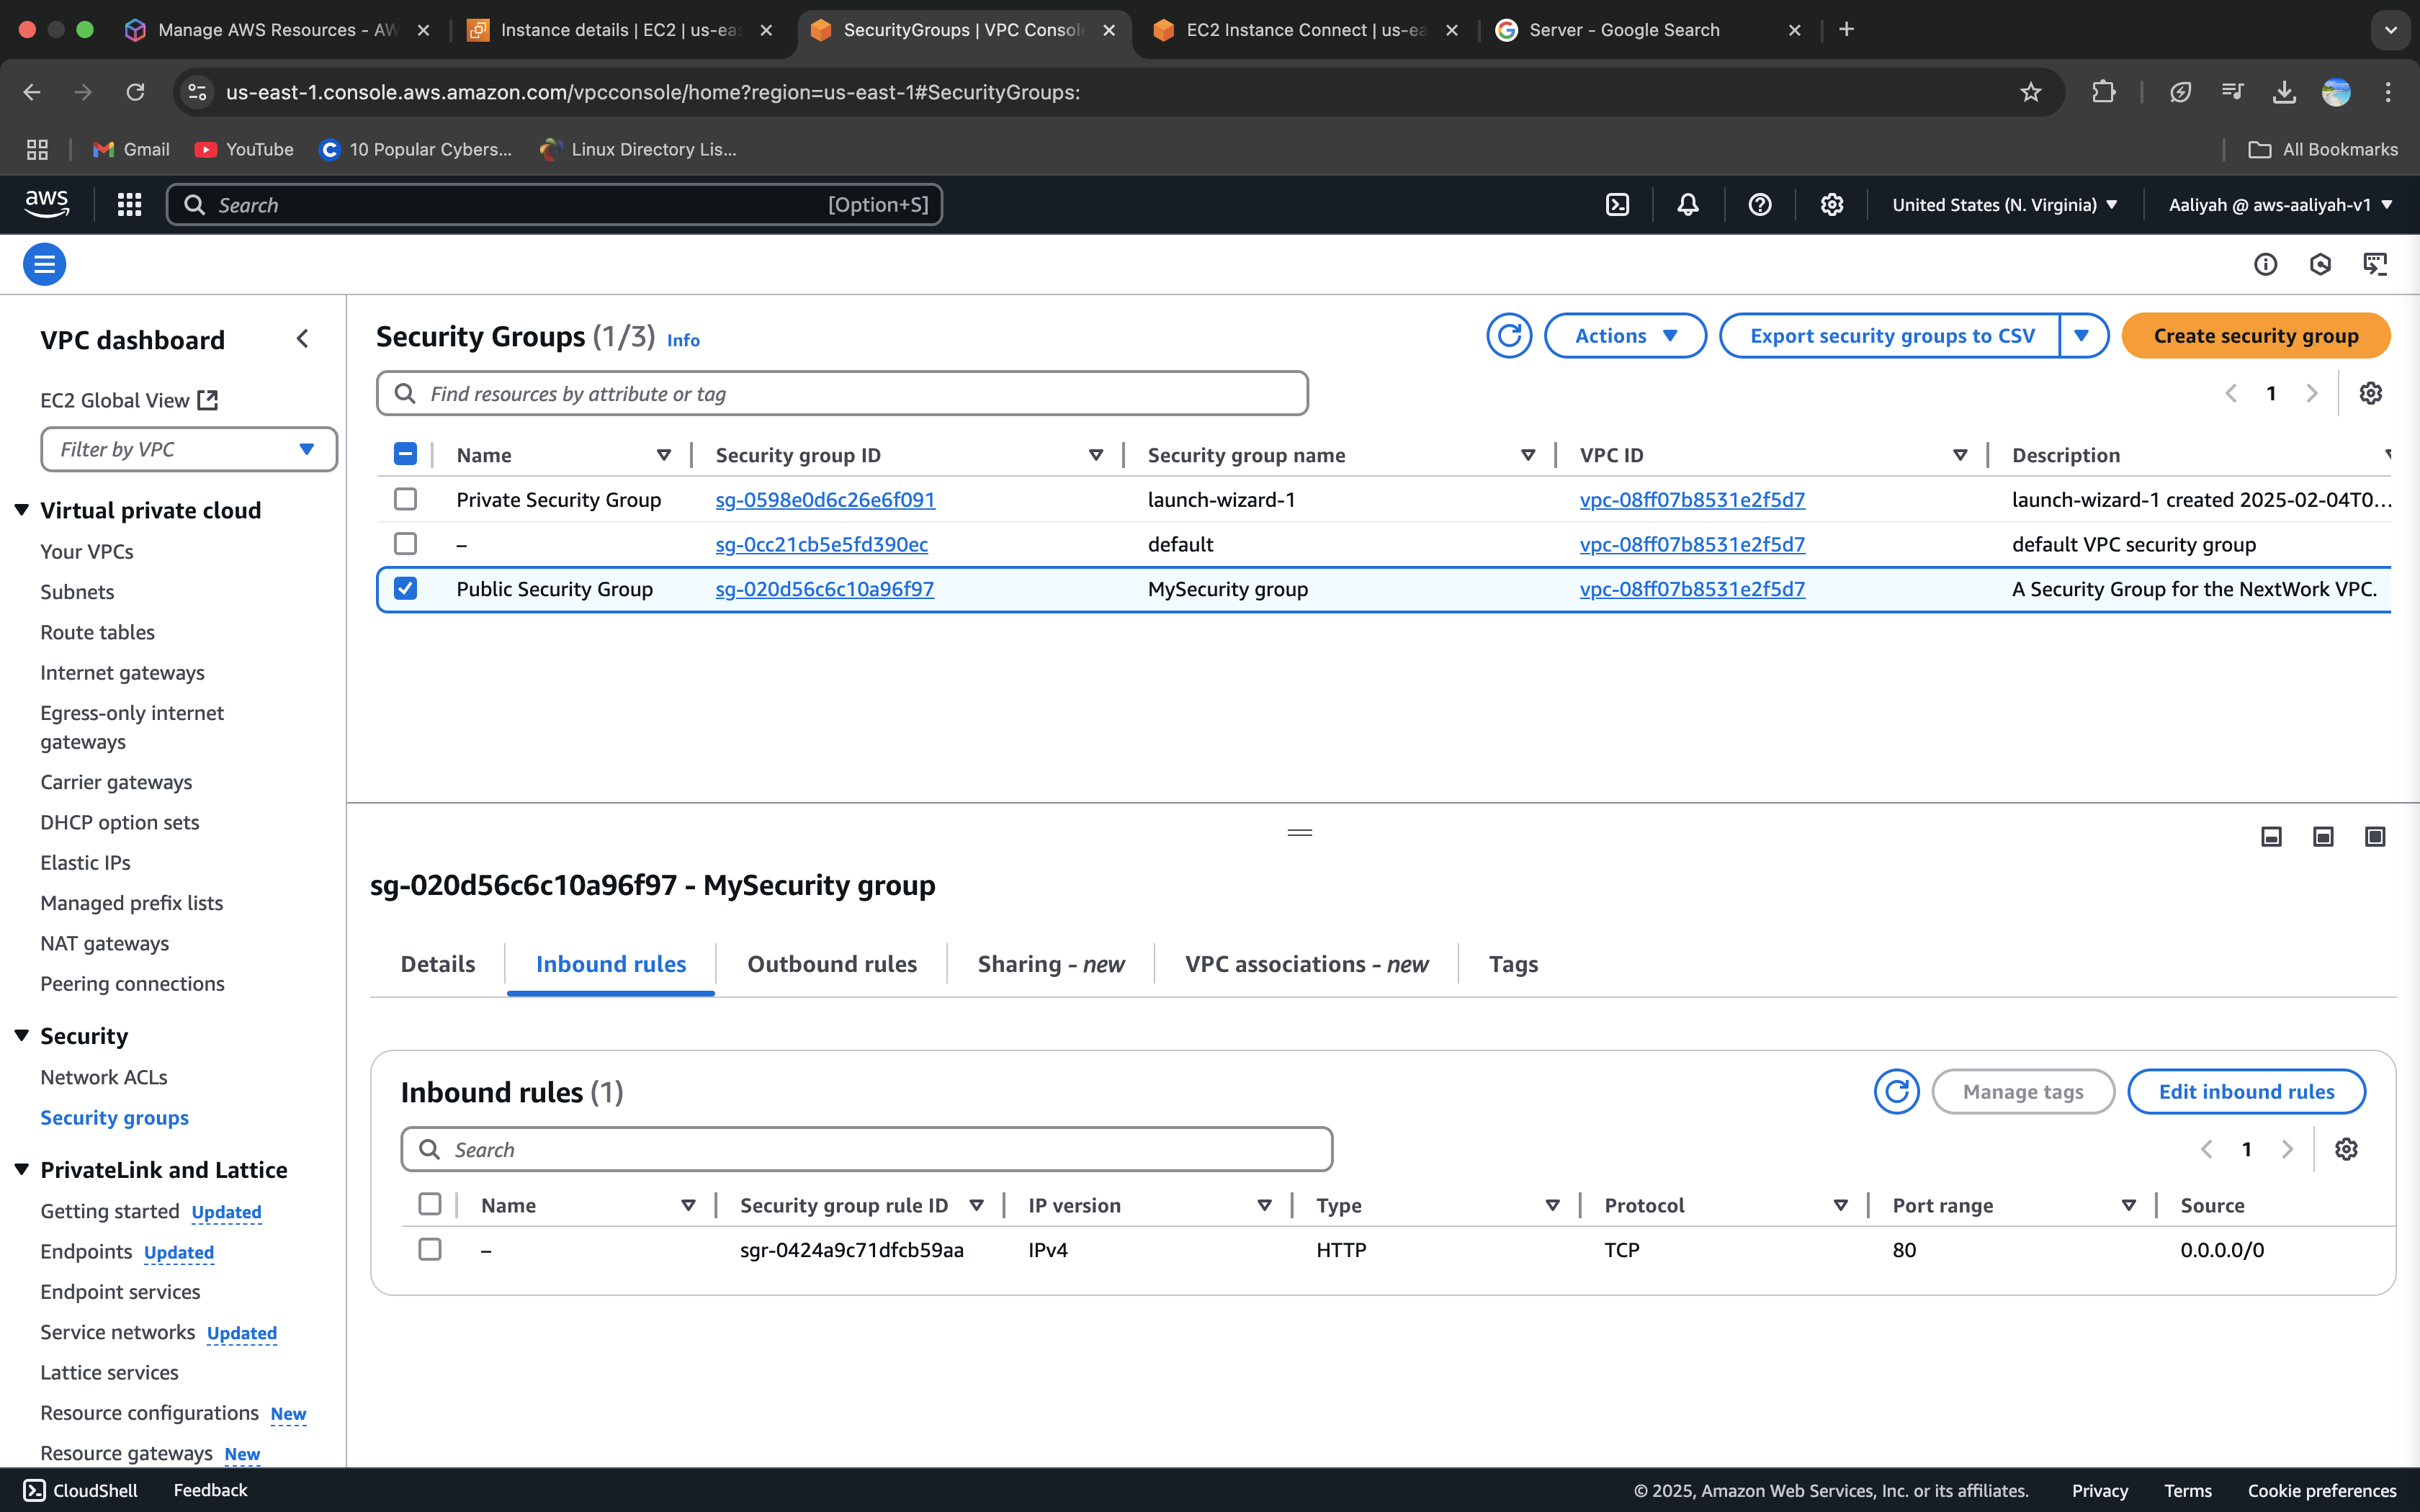 Manage AWS Resources - AW
Instance details | EC2 | us-eas
SecurityGroups | VPC Console
EC2 Instance Connect | us-ea
Server - Google Search
us-east-1.console.aws.amazon.com/vpcconsole/home?region=us-east-1#SecurityGroups:
Gmail
YouTube
10 Popular Cybers...
Linux Directory Lis...
All Bookmarks
aws
Search
[Option+S]
United States (N. Virginia)
Aaliyah @ aws-aaliyah-v1
VPC dashboard
EC2 Global View
Filter by VPC
Virtual private cloud
Your VPCs
Subnets
Route tables
Internet gateways
Egress-only internet
gateways
Carrier gateways
DHCP option sets
Elastic IPs
Managed prefix lists
NAT gateways
Peering connections
Security
Network ACLs
Security groups
PrivateLink and Lattice
Getting started Updated
Endpoints Updated
Endpoint services
Service networks Updated
Lattice services
Resource configurations New
Resource gateways New
Security Groups (1/3) Info
Actions
Export security groups to CSV
Create security group
Find resources by attribute or tag
1
Name Security group ID Security group name VPC ID Description
Private Security Group sg-0598e0d6c26e6f091 launch-wizard-1 vpc-08ff07b8531e2f5d7 launch-wizard-1 created 2025-02-04T0...
– sg-0cc21cb5e5fd390ec default vpc-08ff07b8531e2f5d7 default VPC security group
Public Security Group sg-020d56c6c10a96f97 MySecurity group vpc-08ff07b8531e2f5d7 A Security Group for the NextWork VPC.
sg-020d56c6c10a96f97 - MySecurity group
Details Inbound rules Outbound rules Sharing - new VPC associations - new Tags
Inbound rules (1)
Manage tags
Edit inbound rules
Search
1
Name Security group rule ID IP version Type Protocol Port range Source
– sgr-0424a9c71dfcb59aa IPv4 HTTP TCP 80 0.0.0.0/0
CloudShell Feedback
© 2025, Amazon Web Services, Inc. or its affiliates. Privacy Terms Cookie preferences